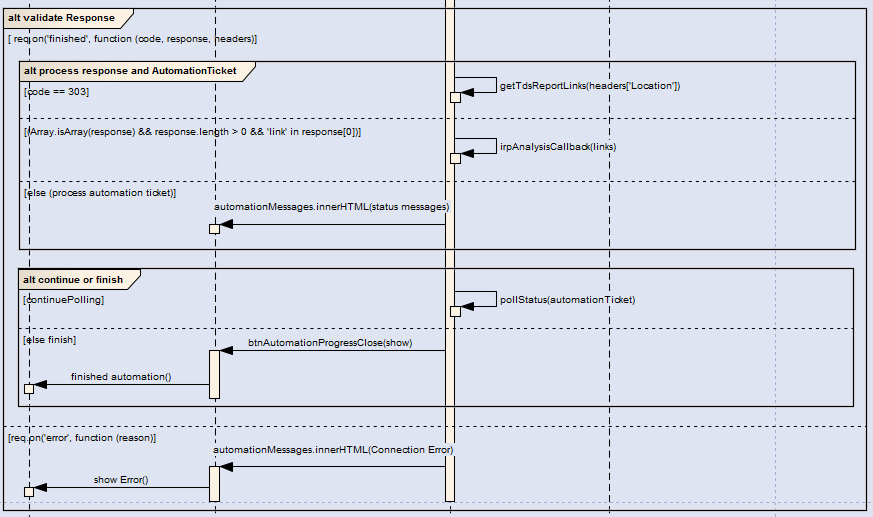 alt validate Response
[ req.on('finished', function (code, response, headers)]
alt process response and AutomationTicket
getTdsReportLinks(headers['Location'])
[code == 303]
[(Array.isArray(response) && response.length > 0 && 'link' in response[0])]
irpAnalysisCallback(links)
[else (process automation ticket)]
automationMessages.innerHTML(status messages)
alt continue or finish
[continuePolling]
pollStatus(automationTicket)
[else finish]
btnAutomationProgressClose(show)
finished automation()
[req.on('error', function (reason)]
automationMessages.innerHTML(Connection Error)
show Error()